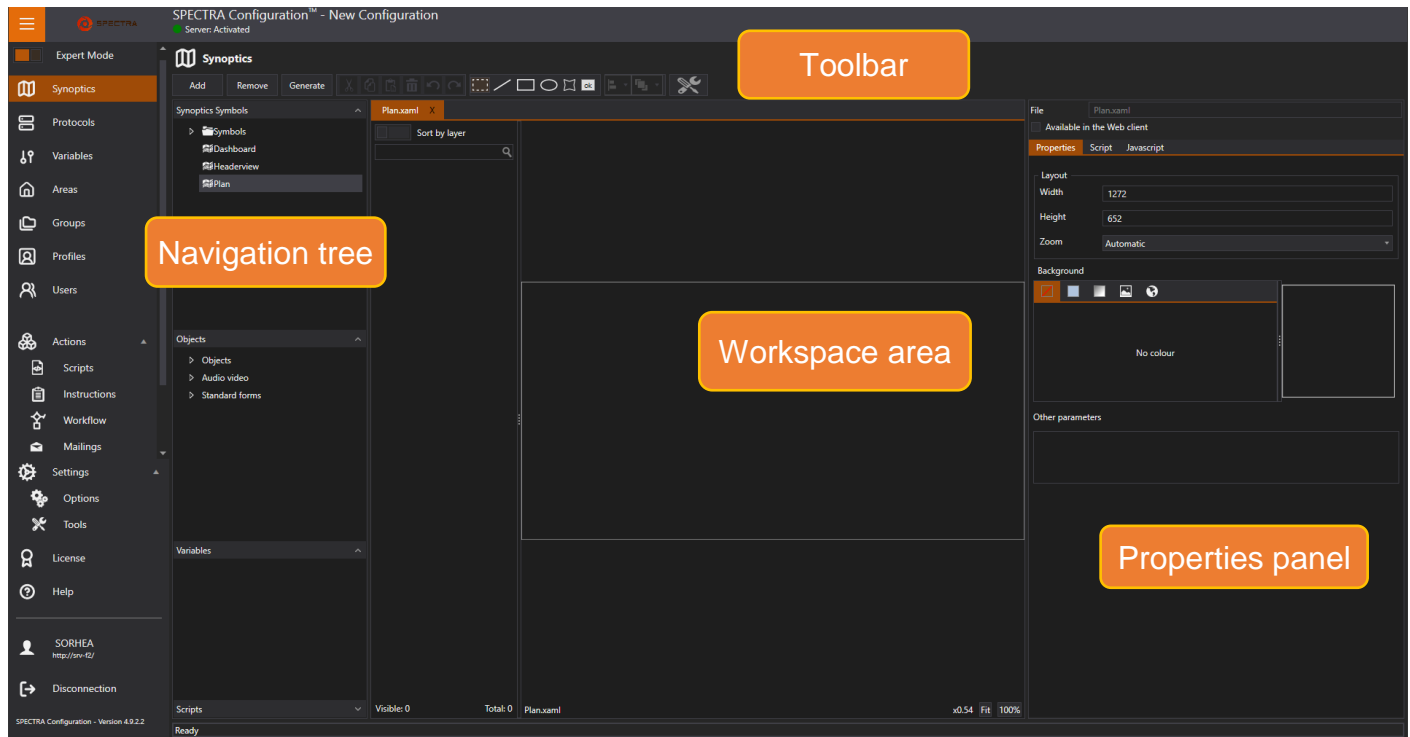 SPECTRA
SPECTRA Configuration™ - New Configuration
Server: Activated
Expert Mode
Synoptics
Protocols
Variables
Areas
Groups
Profiles
Users
Actions
Scripts
Instructions
Workflow
Mailings
Settings
Options
Tools
License
Help
SORHEA
http://srv-f2/
Disconnection
SPECTRA Configuration - Version 4.9.2.2
Synoptics
Add Remove Generate ok
Toolbar
Synoptics Symbols
Symbols
Dashboard
Headerview
Plan
Navigation tree
Objects
Objects
Audio video
Standard forms
Variables
Scripts
Ready
Plan.xaml X
Sort by layer
Visible: 0 Total: 0
Workspace area
Plan.xaml x0.54 Fit 100%
File Plan.xaml
Available in the Web client
Properties Script Javascript
Layout
Width 1272
Height 652
Zoom Automatic
Background
No colour
Other parameters
Properties panel